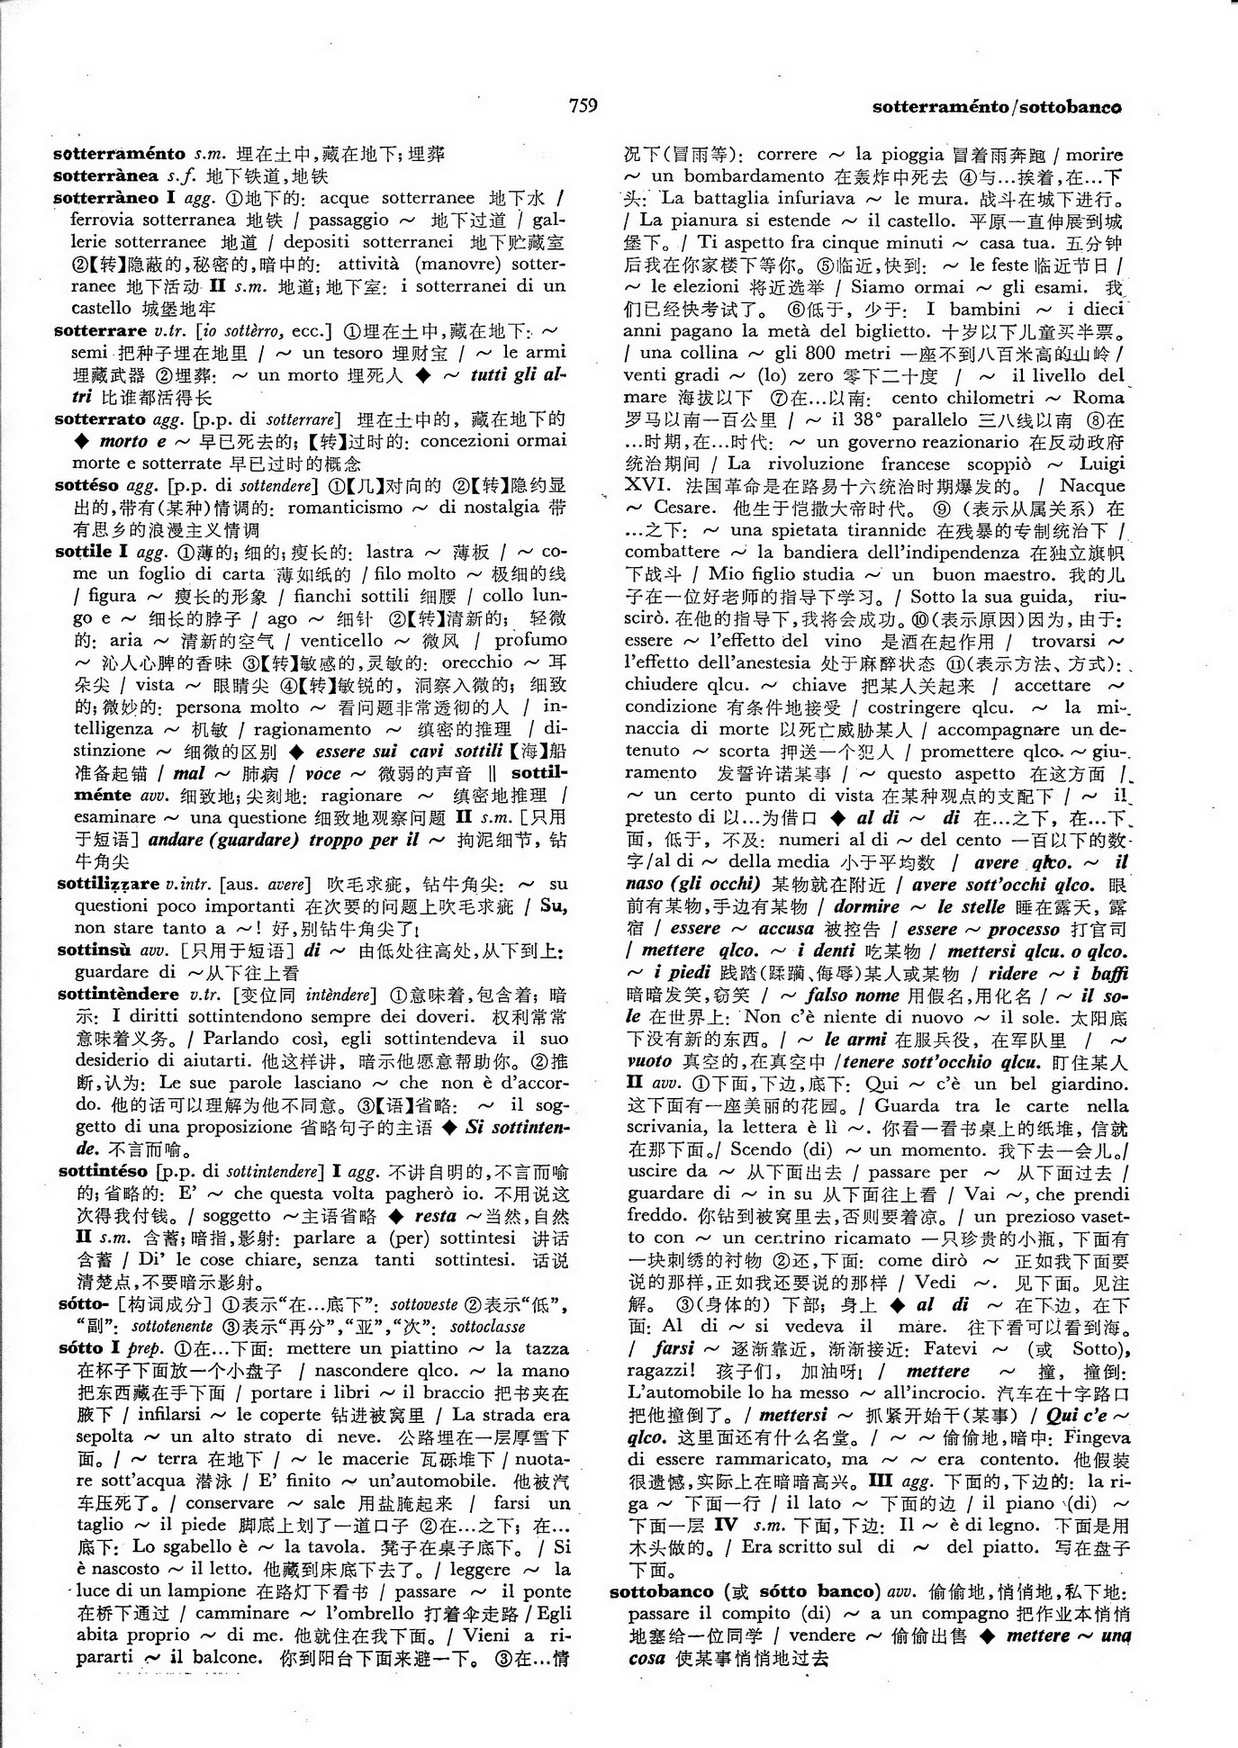 759
sotterraménto/sottobanco
sotterraménto s.m. 埋在土中,藏在地下; 埋葬
sotterrànea s.f. 地下铁道,地铁
sotterràneo I agg. ①地下的: acque sotterranee 地下水 /
ferrovia sotterranea 地铁 / passaggio ～ 地下过道 / gal-
lerie sotterranee 地道 / depositi sotterranei 地下贮藏室
②【转】隐蔽的,秘密的,暗中的: attività (manovre) sotter-
ranee 地下活动 II s.m. 地道; 地下室: i sotterranei di un
castello 城堡地牢
sotterrare v.tr. [io sottèrro, ecc.] ①埋在土中,藏在地下: ～
semi 把种子埋在地里 / ～ un tesoro 埋财宝 / ～ le armi
埋藏武器 ②埋葬: ～ un morto 埋死人 ◆ ～ tutti gli al-
tri 比谁都活得长
sotterrato agg. [p.p. di sotterrare] 埋在土中的, 藏在地下的
◆ morto e ～ 早已死去的; 【转】过时的: concezioni ormai
morte e sotterrate 早已过时的概念
sottéso agg. [p.p. di sottendere] ①【几】对向的 ②【转】隐约显
出的,带有(某种)情调的: romanticismo ～ di nostalgia 带
有思乡的浪漫主义情调
sottile I agg. ①薄的; 细的; 瘦长的: lastra ～ 薄板 / ～ co-
me un foglio di carta 薄如纸的 / filo molto ～ 极细的线
/ figura ～ 瘦长的形象 / fianchi sottili 细腰 / collo lun-
go e ～ 细长的脖子 / ago ～ 细针 ②【转】清新的; 轻微
的: aria ～ 清新的空气 / venticello ～ 微风 / profumo
～ 沁人心脾的香味 ③【转】敏感的,灵敏的: orecchio ～ 耳
朵尖 / vista ～ 眼睛尖 ④【转】敏锐的, 洞察入微的; 细致
的; 微妙的: persona molto ～ 看问题非常透彻的人 / in-
telligenza ～ 机敏 / ragionamento ～ 缜密的推理 / di-
stinzione ～ 细微的区别 ◆ essere sui cavi sottili【海】船
准备起锚 / mal ～ 肺病 / voce ～ 微弱的声音 ‖ sottil-
ménte avv. 细致地; 尖刻地: ragionare ～ 缜密地推理 /
esaminare ～ una questione 细致地观察问题 II s.m. [只用
于短语] andare (guardare) troppo per il ～ 拘泥细节, 钻
牛角尖
sottilizzare v.intr. [aus. avere] 吹毛求疵, 钻牛角尖: ～ su
questioni poco importanti 在次要的问题上吹毛求疵 / Su,
non stare tanto a ～! 好,别钻牛角尖了!
sottinsù avv. [只用于短语] di ～ 由低处往高处,从下到上:
guardare di ～从下往上看
sottintèndere v.tr. [变位同 intèndere] ①意味着,包含着; 暗
示: I diritti sottintendono sempre dei doveri. 权利常常
意味着义务。/ Parlando così, egli sottintendeva il suo
desiderio di aiutarti. 他这样讲, 暗示他愿意帮助你。②推
断,认为: Le sue parole lasciano ～ che non è d'accor-
do. 他的话可以理解为他不同意。③【语】省略: ～ il sog-
getto di una proposizione 省略句子的主语 ◆ Si sottinten-
de. 不言而喻。
sottintéso [p.p. di sottintendere] I agg. 不讲自明的,不言而喻
的; 省略的: E' ～ che questa volta pagherò io. 不用说这
次得我付钱。/ soggetto ～主语省略 ◆ resta ～当然,自然
II s.m. 含蓄; 暗指,影射: parlare a (per) sottintesi 讲话
含蓄 / Di' le cose chiare, senza tanti sottintesi. 话说
清楚点,不要暗示影射。
sótto- [构词成分] ①表示“在…底下”: sottoveste ②表示“低”,
“副”: sottotenente ③表示“再分”,“亚”,“次”: sottoclasse
sótto I prep. ①在…下面: mettere un piattino ～ la tazza
在杯子下面放一个小盘子 / nascondere qlco. ～ la mano
把东西藏在手下面 / portare i libri ～ il braccio 把书夹在
腋下 / infilarsi ～ le coperte 钻进被窝里 / La strada era
sepolta ～ un alto strato di neve. 公路埋在一层厚雪下
面。/ ～ terra 在地下 / ～ le macerie 瓦砾堆下 / nuota-
re sott'acqua 潜泳 / E' finito ～ un'automobile. 他被汽
车压死了。/ conservare ～ sale 用盐腌起来 / farsi un
taglio ～ il piede 脚底上划了一道口子 ②在…之下; 在…
底下: Lo sgabello è ～ la tavola. 凳子在桌子底下。 / Si
è nascosto ～ il letto. 他藏到床底下去了。/ leggere ～ la
luce di un lampione 在路灯下看书 / passare ～ il ponte
在桥下通过 / camminare ～ l'ombrello 打着伞走路 / Egli
abita proprio ～ di me. 他就住在我下面。/ Vieni a ri-
pararti ～ il balcone. 你到阳台下面来避一下。③在…情
况下(冒雨等): correre ～ la pioggia 冒着雨奔跑 / morire
～ un bombardamento 在轰炸中死去 ④与…挨着,在…下
头: La battaglia infuriava ～ le mura. 战斗在城下进行。
/ La pianura si estende ～ il castello. 平原一直伸展到城
堡下。/ Ti aspetto fra cinque minuti ～ casa tua. 五分钟
后我在你家楼下等你。⑤临近,快到: ～ le feste 临近节日 /
～ le elezioni 将近选举 / Siamo ormai ～ gli esami. 我
们已经快考试了。 ⑥低于, 少于: I bambini ～ i dieci
anni pagano la metà del biglietto. 十岁以下儿童买半票。
/ una collina ～ gli 800 metri 一座不到八百米高的山岭 /
venti gradi ～ (lo) zero 零下二十度 / ～ il livello del
mare 海拔以下 ⑦在…以南: cento chilometri ～ Roma
罗马以南一百公里 / ～ il 38° parallelo 三八线以南 ⑧在
…时期,在…时代: ～ un governo reazionario 在反动政府
统治期间 / La rivoluzione francese scoppiò ～ Luigi
XVI. 法国革命是在路易十六统治时期爆发的。 / Nacque
～ Cesare. 他生于恺撒大帝时代。 ⑨ (表示从属关系) 在
…之下: ～ una spietata tirannide 在残暴的专制统治下 /
combattere ～ la bandiera dell'indipendenza 在独立旗帜
下战斗 / Mio figlio studia ～ un buon maestro. 我的儿
子在一位好老师的指导下学习。/ Sotto la sua guida, riu-
scirò. 在他的指导下,我将会成功。⑩(表示原因)因为,由于:
essere ～ l'effetto del vino 是酒在起作用 / trovarsi ～
l'effetto dell'anestesia 处于麻醉状态 ⑪(表示方法、方式):
chiudere qlcu. ～ chiave 把某人关起来 / accettare ～
condizione 有条件地接受 / costringere qlcu. ～ la mi-
naccia di morte 以死亡威胁某人 / accompagnare un de-
tenuto ～ scorta 押送一个犯人 / promettere qlco. ～ giu-
ramento 发誓许诺某事 / ～ questo aspetto 在这方面 /
～ un certo punto di vista 在某种观点的支配下 / ～ il
pretesto di 以…为借口 ◆ al di ～ di 在…之下, 在…下
面, 低于, 不及: numeri al di ～ del cento 一百以下的数
字/al di ～ della media 小于平均数 / avere qlco. ～ il
naso (gli occhi) 某物就在附近 / avere sott'occhi qlco. 眼
前有某物,手边有某物 / dormire ～ le stelle 睡在露天, 露
宿 / essere ～ accusa 被控告 / essere ～ processo 打官司
/ mettere qlco. ～ i denti 吃某物 / mettersi qlcu. o qlco.
～ i piedi 践踏(蹂躏、侮辱)某人或某物 / ridere ～ i baffi
暗暗发笑,窃笑 / ～ falso nome 用假名,用化名 / ～ il so-
le 在世界上: Non c'è niente di nuovo ～ il sole. 太阳底
下没有新的东西。/ ～ le armi 在服兵役, 在军队里 / ～
vuoto 真空的,在真空中 /tenere sott'occhio qlcu. 盯住某人
II avv. ①下面,下边,底下: Qui ～ c'è un bel giardino.
这下面有一座美丽的花园。/ Guarda tra le carte nella
scrivania, la lettera è lì ～. 你看一看书桌上的纸堆, 信就
在那下面。/ Scendo (di) ～ un momento. 我下去一会儿。/
uscire da ～ 从下面出去 / passare per ～ 从下面过去 /
guardare di ～ in su 从下面往上看 / Vai ～, che prendi
freddo. 你钻到被窝里去,否则要着凉。/ un prezioso vaset-
to con ～ un centrino ricamato 一只珍贵的小瓶, 下面有
一块刺绣的衬物 ②还,下面: come dirò ～ 正如我下面要
说的那样,正如我还要说的那样 / Vedi ～. 见下面。见注
解。 ③(身体的) 下部; 身上 ◆ al di ～ 在下边, 在下
面: Al di ～ si vedeva il mare. 往下看可以看到海。
/ farsi ～ 逐渐靠近, 渐渐接近: Fatevi ～ (或 Sotto),
ragazzi! 孩子们, 加油呀! / mettere ～ 撞, 撞倒:
L'automobile lo ha messo ～ all'incrocio. 汽车在十字路口
把他撞倒了。/ mettersi ～ 抓紧开始干(某事) / Qui c'e ～
qlco. 这里面还有什么名堂。/ ～ ～ 偷偷地,暗中: Fingeva
di essere rammaricato, ma ～ ～ era contento. 他假装
很遗憾,实际上在暗暗高兴。III agg. 下面的,下边的: la ri-
ga ～ 下面一行 / il lato ～ 下面的边 / il piano (di) ～
下面一层 IV s.m. 下面,下边: Il ～ è di legno. 下面是用
木头做的。/ Era scritto sul di ～ del piatto. 写在盘子
下面。
sottobanco (或 sótto banco) avv. 偷偷地,悄悄地,私下地:
passare il compito (di) ～ a un compagno 把作业本悄悄
地塞给一位同学 / vendere ～ 偷偷出售 ◆ mettere ～ una
cosa 使某事悄悄地过去